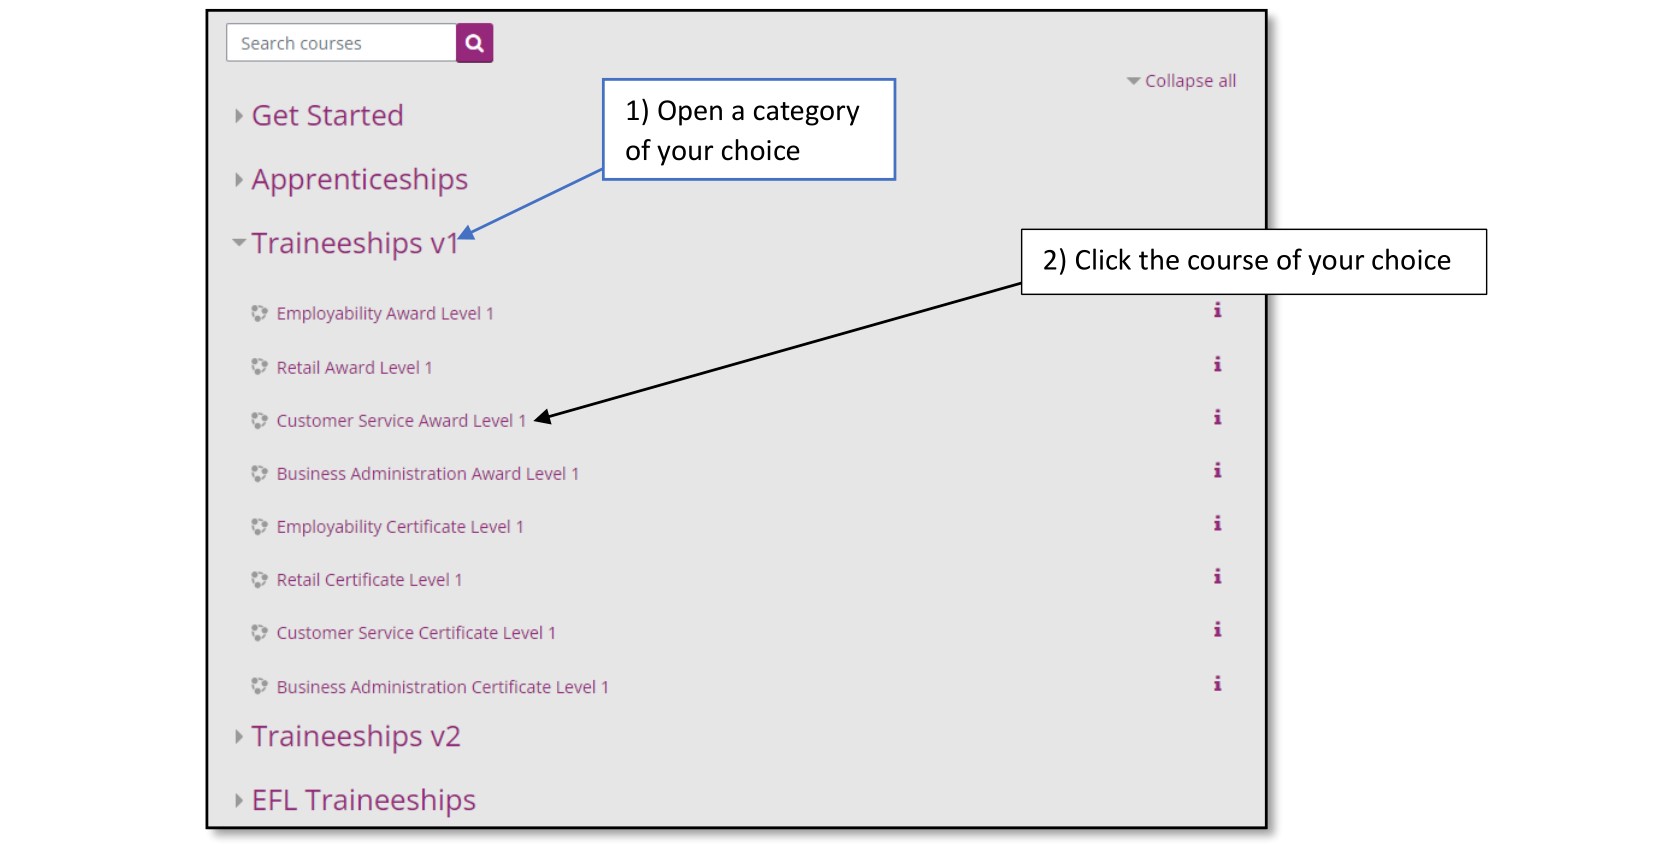 Search courses
Collapse all
Get Started
1) Open a category
of your choice
Apprenticeships
Traineeships v1
2) Click the course of your choice
Employability Award Level 1
Retail Award Level 1
Customer Service Award Level 1
Business Administration Award Level 1
Employability Certificate Level 1
Retail Certificate Level 1
Customer Service Certificate Level 1
Business Administration Certificate Level 1
Traineeships v2
EFL Traineeships